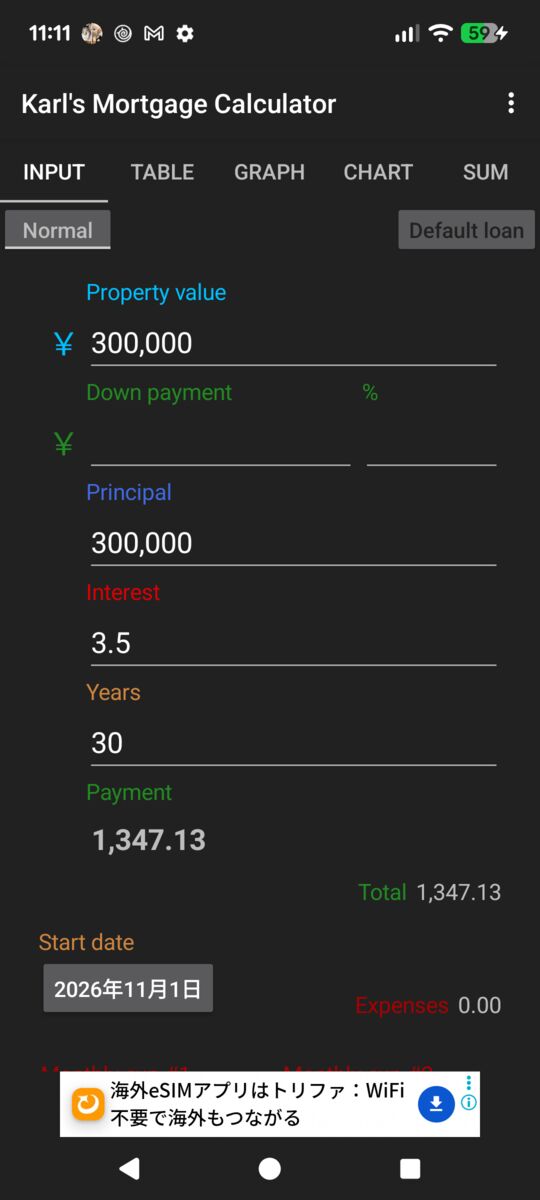 11:11 59
Karl's Mortgage Calculator
INPUT TABLE GRAPH CHART SUM
Normal Default loan
Property value
¥ 300,000
Down payment %
¥
Principal
300,000
Interest
3.5
Years
30
Payment
1,347.13
Total 1,347.13
Start date
2026年11月1日
Expenses 0.00
海外eSIMアプリはトリファ：WiFi
不要で海外もつながる